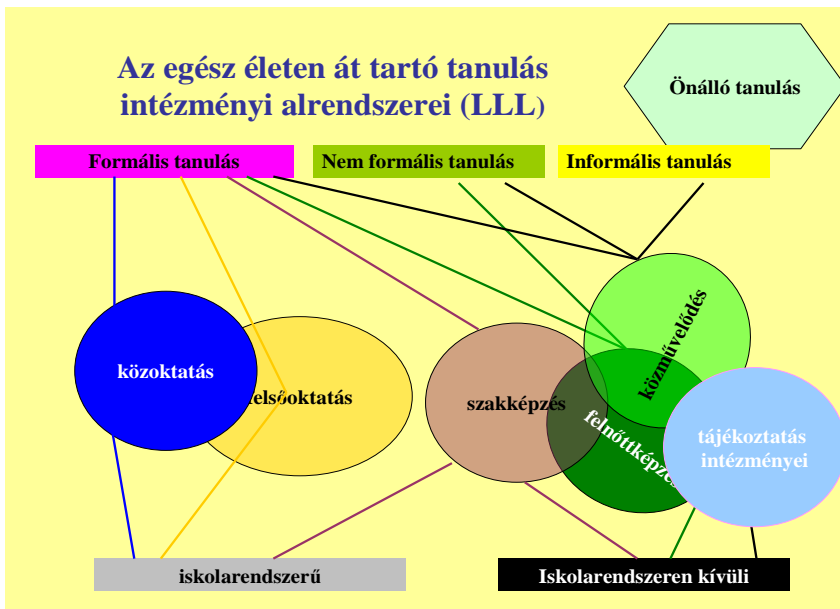 Az egész életen át tartó tanulás
intézményi alrendszerei (LLL)
Önálló tanulás
Formális tanulás
Nem formális tanulás
Informális tanulás
közoktatás
elsőoktatás
szakképzés
közművelődés
felnőttképzés
tájékoztatás
intézményei
iskolarendszerű
Iskolarendszeren kívüli